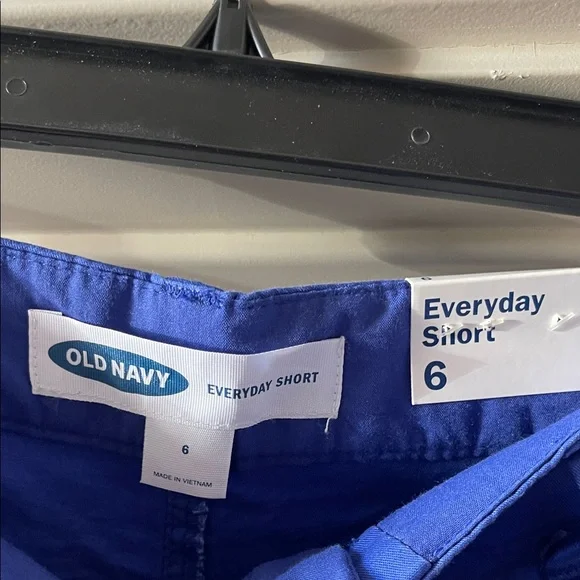 OLD NAVY
EVERYDAY SHORT
6
MADE IN VIETNAM
Everyday
Short
6